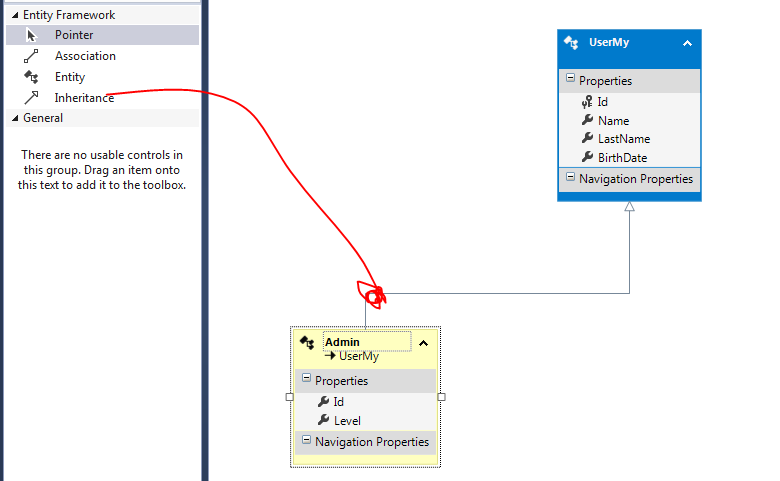 Entity Framework
Pointer
Association
Entity
Inheritance
General
There are no usable controls in
this group. Drag an item onto
this text to add it to the toolbox.
UserMy
Properties
Id
Name
LastName
BirthDate
Navigation Properties
Admin
UserMy
Properties
Id
Level
Navigation Properties